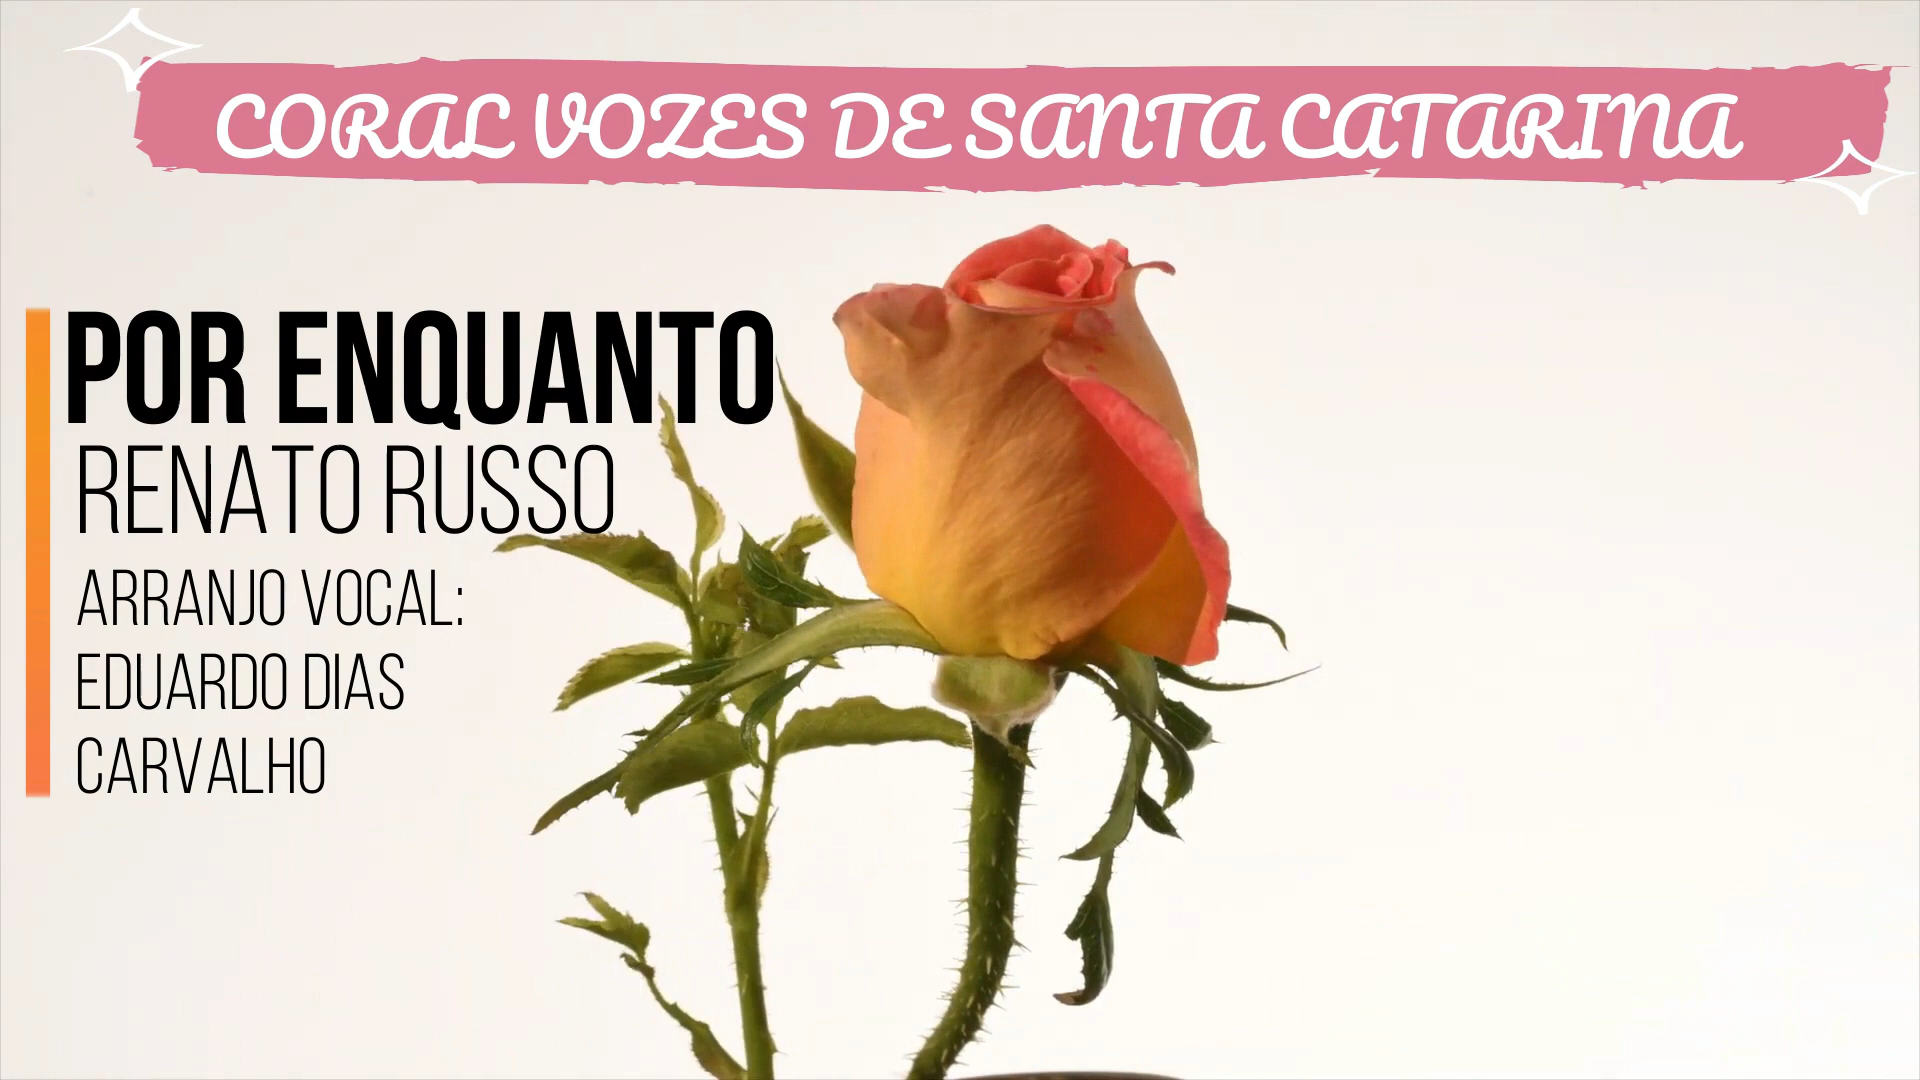 CORAL VOZES DE SANTA CATARINA
POR ENQUANTO
RENATO RUSSO
ARRANJO VOCAL:
EDUARDO DIAS
CARVALHO